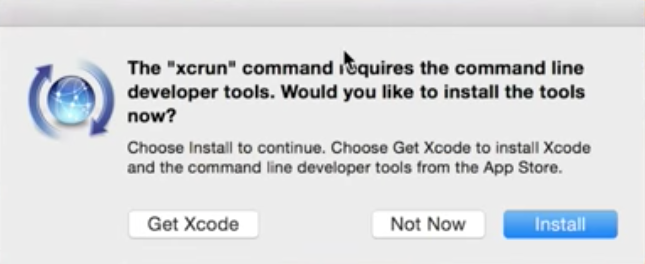 The "xcrun" command requires the command line
developer tools. Would you like to install the tools
now?
Choose Install to continue. Choose Get Xcode to install Xcode
and the command line developer tools from the App Store.
Get Xcode
Not Now
Install